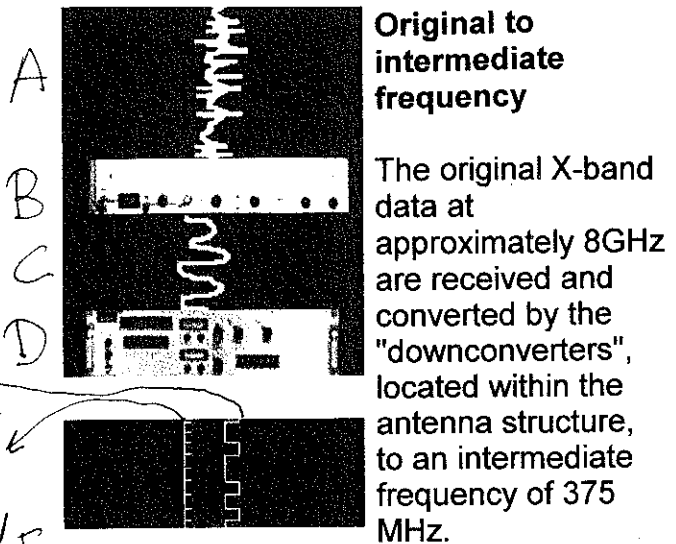 A
B
C
D
Original to
intermediate
frequency
The original X-band
data at
approximately 8GHz
are received and
converted by the
"downconverters",
located within the
antenna structure,
to an intermediate
frequency of 375
MHz.